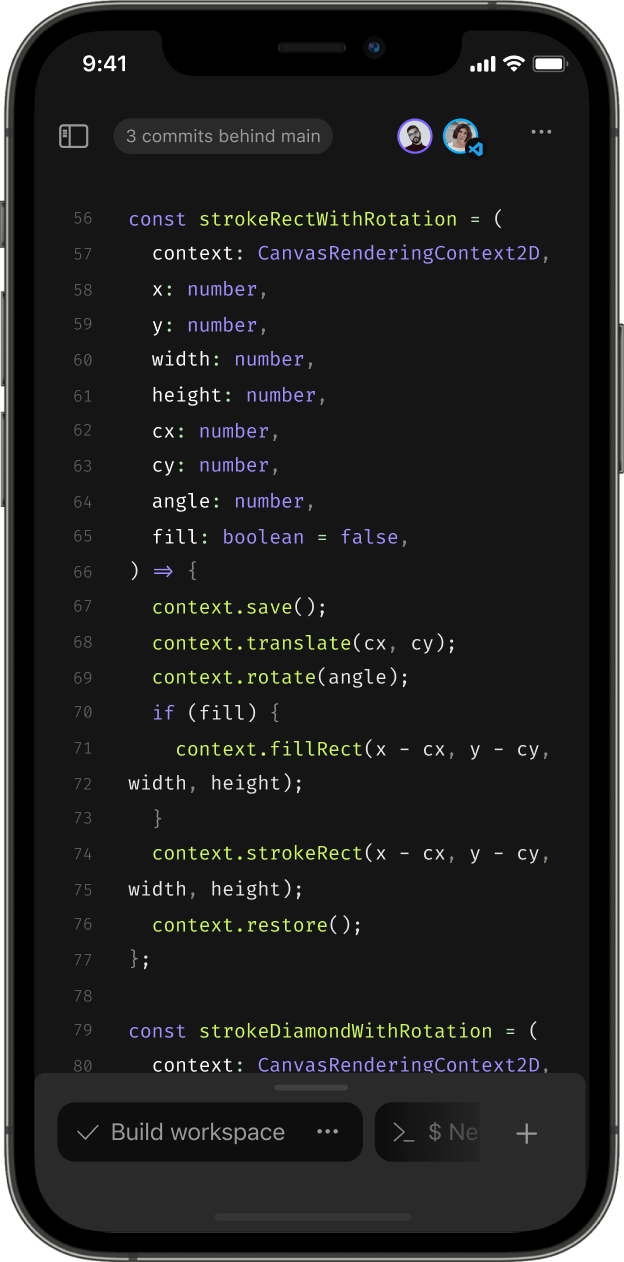 9:41
3 commits behind main
56 const strokeRectWithRotation = (
57 context: CanvasRenderingContext2D,
58 x: number,
59 y: number,
60 width: number,
61 height: number,
62 cx: number,
63 cy: number,
64 angle: number,
65 fill: boolean = false,
66 ) => {
67 context.save();
68 context.translate(cx, cy);
69 context.rotate(angle);
70 if (fill) {
71 context.fillRect(x - cx, y - cy,
72 width, height);
73 }
74 context.strokeRect(x - cx, y - cy,
75 width, height);
76 context.restore();
77 };
78
79 const strokeDiamondWithRotation = (
80 context: CanvasRenderingContext2D,
Build workspace $ Ne